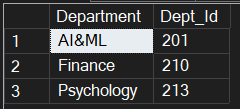 Department Dept_Id
1 AI&ML 201
2 Finance 210
3 Psychology 213